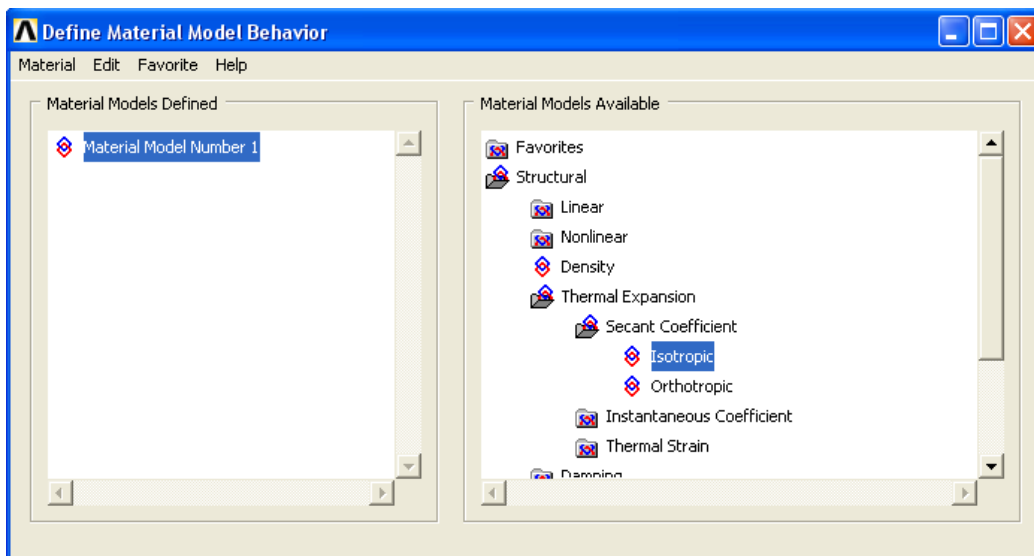 Define Material Model Behavior
Material Edit Favorite Help
Material Models Defined
Material Model Number 1
Material Models Available
Favorites
Structural
Linear
Nonlinear
Density
Thermal Expansion
Secant Coefficient
Isotropic
Orthotropic
Instantaneous Coefficient
Thermal Strain
Damping